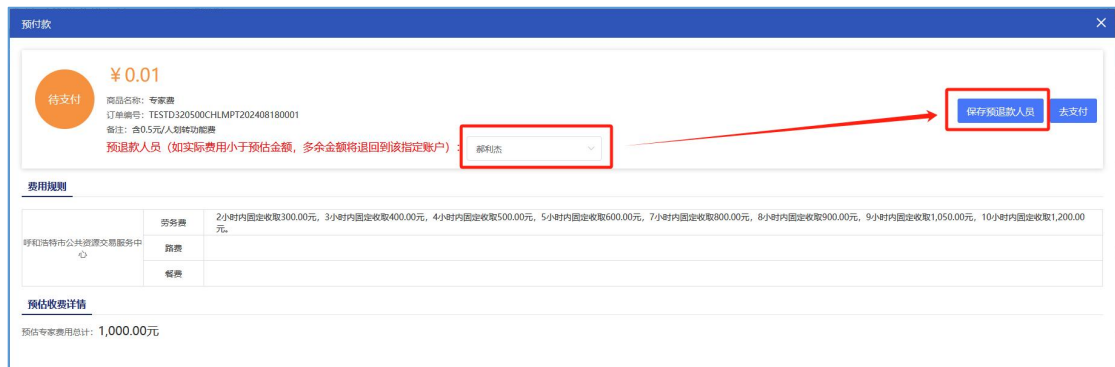 预付款
待支付
￥0.01
商品名称：专家费
订单编号：TESTD320500CHLMPT202408180001
备注：含0.5元/人划转功能费
预退款人员（如实际费用小于预估金额，多余金额将退回到该指定账户）：
郝利杰
保存预退款人员
去支付
费用规则
呼和浩特市公共资源交易服务中
心
劳务费
2小时内固定收取300.00元，3小时内固定收取400.00元，4小时内固定收取500.00元，5小时内固定收取600.00元，7小时内固定收取800.00元，8小时内固定收取900.00元，9小时内固定收取1,050.00元，10小时内固定收取1,200.00
元。
路费
餐费
预估收费详情
预估专家费用总计：1,000.00元